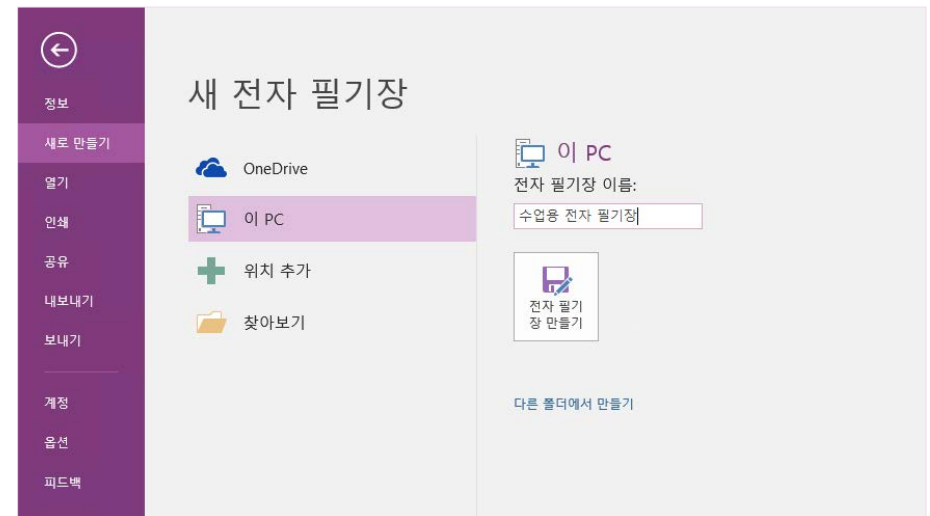 정보
새로 만들기
열기
인쇄
공유
내보내기
보내기
계정
옵션
피드백
새 전자 필기장
OneDrive
이 PC
위치 추가
찾아보기
이 PC
전자 필기장 이름:
수업용 전자 필기장
전자 필기
장 만들기
다른 폴더에서 만들기